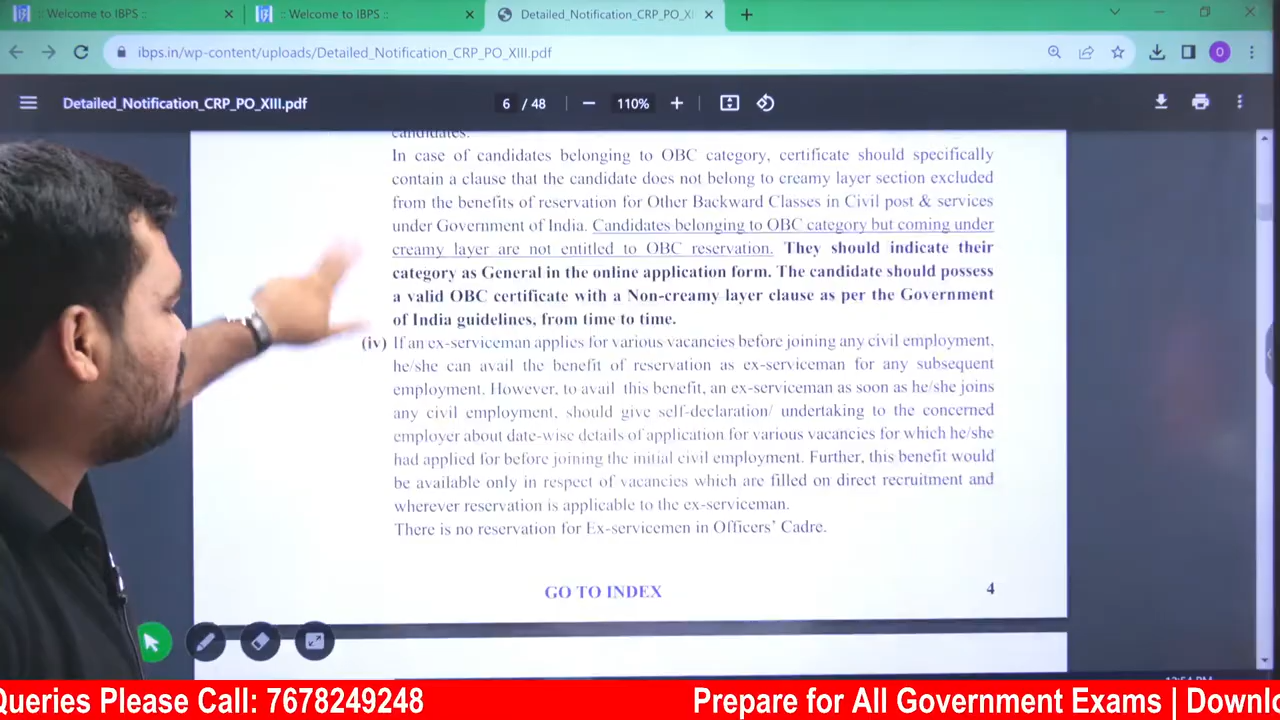 :: Welcome to IBPS ::
:: Welcome to IBPS ::
Detailed_Notification_CRP_PO_XI
ibps.in/wp-content/uploads/Detailed_Notification_CRP_PO_XIII.pdf
O
Detailed_Notification_CRP_PO_XIII.pdf
6 / 48
110%
candidates.
In case of candidates belonging to OBC category, certificate should specifically
contain a clause that the candidate does not belong to creamy layer section excluded
from the benefits of reservation for Other Backward Classes in Civil post & services
under Government of India. Candidates belonging to OBC category but coming under
creamy layer are not entitled to OBC reservation. They should indicate their
category as General in the online application form. The candidate should possess
a valid OBC certificate with a Non-creamy layer clause as per the Government
of India guidelines, from time to time.
(iv) If an ex-serviceman applies for various vacancies before joining any civil employment,
he/she can avail the benefit of reservation as ex-serviceman for any subsequent
employment. However, to avail this benefit, an ex-serviceman as soon as he/she joins
any civil employment, should give self-declaration/ undertaking to the concerned
employer about date-wise details of application for various vacancies for which he/she
had applied for before joining the initial civil employment. Further, this benefit would
be available only in respect of vacancies which are filled on direct recruitment and
wherever reservation is applicable to the ex-serviceman.
There is no reservation for Ex-servicemen in Officers' Cadre.
GO TO INDEX
4
Queries Please Call: 7678249248
Prepare for All Government Exams | Downlo